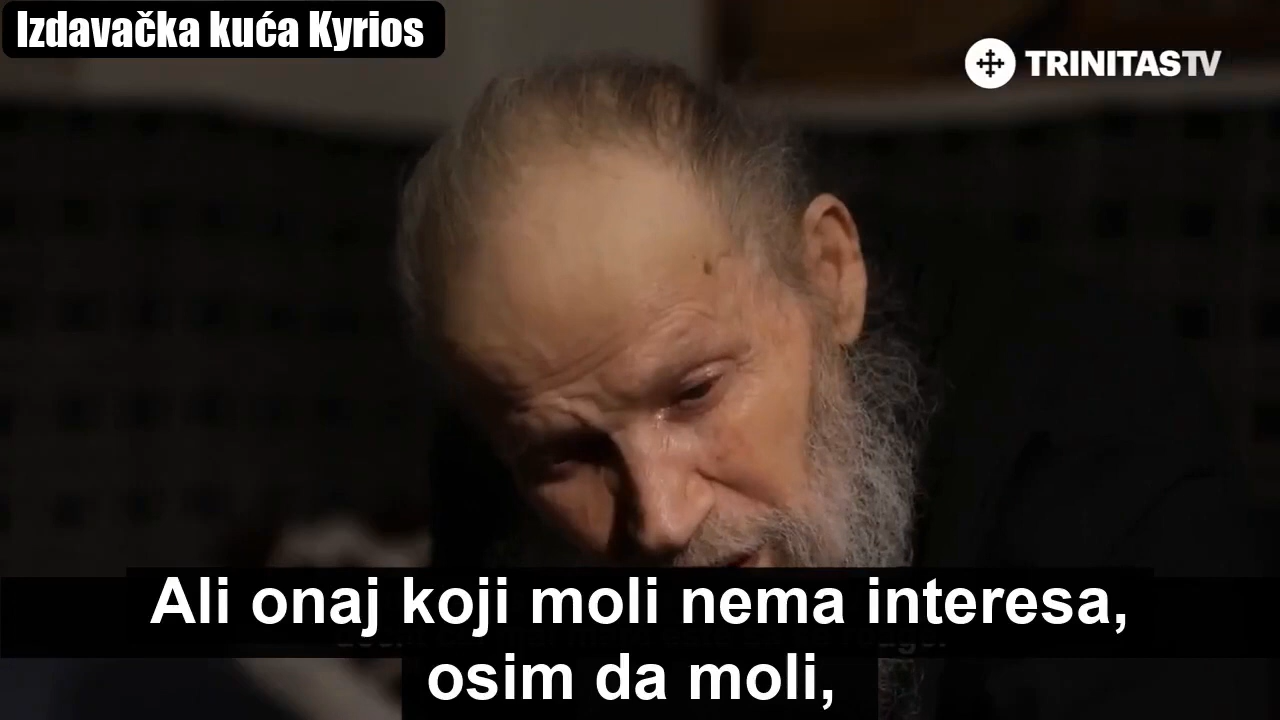 Izdavačka kuća Kyrios
TRINITASTV
Ali onaj koji moli nema interesa,
osim da moli,